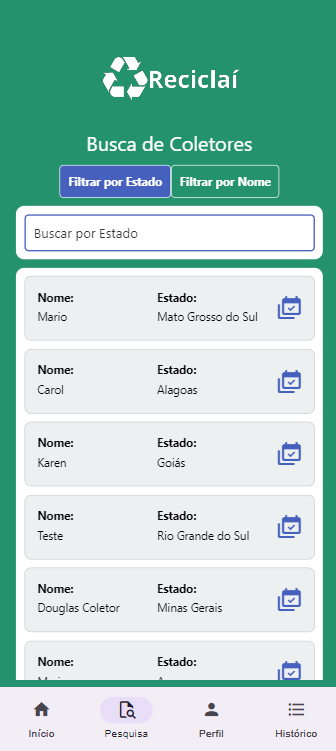 Reciclaí
Busca de Coletores
Filtrar por Estado Filtrar por Nome
Buscar por Estado
Nome: Estado:
Mario Mato Grosso do Sul
Nome: Estado:
Carol Alagoas
Nome: Estado:
Karen Goiás
Nome: Estado:
Teste Rio Grande do Sul
Nome: Estado:
Douglas Coletor Minas Gerais
Nome: Estado:
Início Pesquisa Perfil Histórico